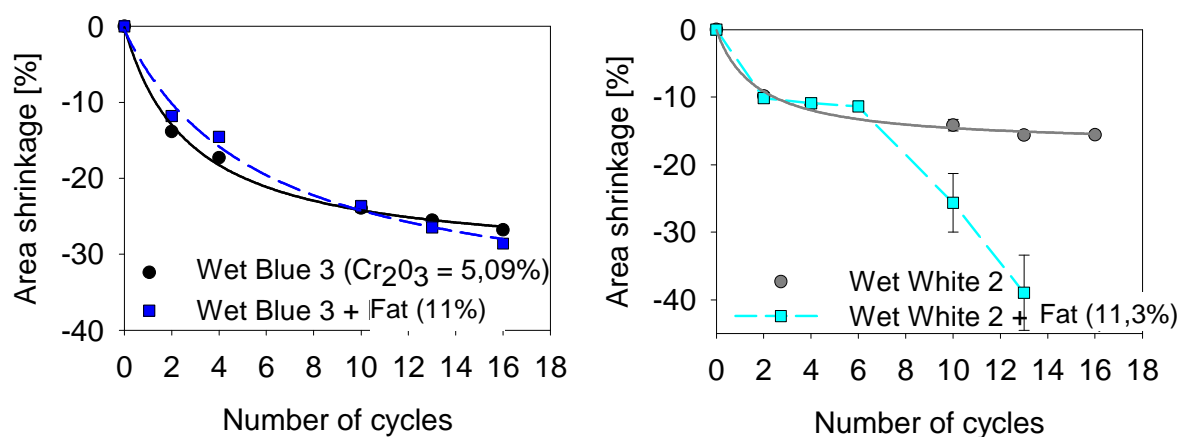 Area shrinkage [%]
0
-10
-20
-30
-40
Wet Blue 3 (Cr₂0₃ = 5,09%)
Wet Blue 3 + Fat (11%)
0 2 4 6 8 10 12 14 16 18
Number of cycles
Area shrinkage [%]
0
-10
-20
-30
-40
Wet White 2
Wet White 2 + Fat (11,3%)
0 2 4 6 8 10 12 14 16 18
Number of cycles